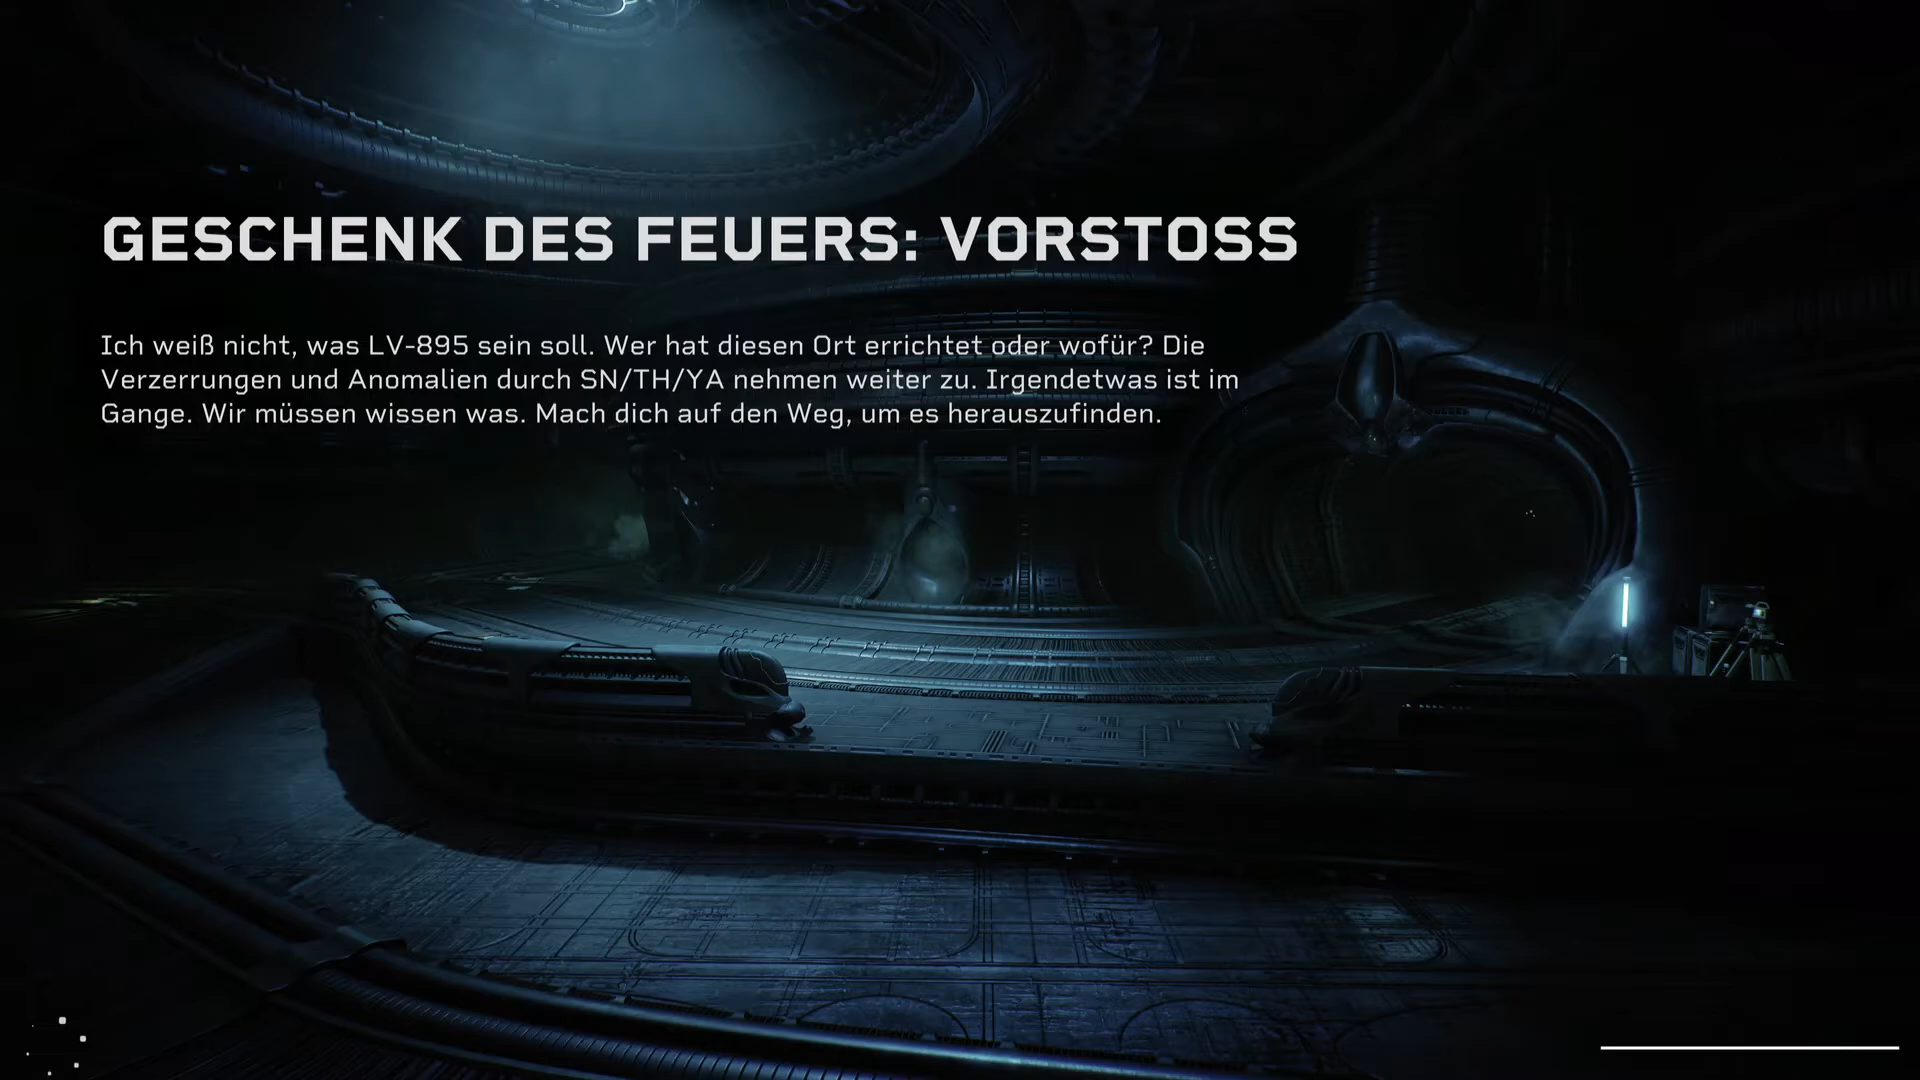 GESCHENK DES FEUERS: VORSTOSS
Ich weiß nicht, was LV-895 sein soll. Wer hat diesen Ort errichtet oder wofür? Die
Verzerrungen und Anomalien durch SN/TH/YA nehmen weiter zu. Irgendetwas ist im
Gange. Wir müssen wissen was. Mach dich auf den Weg, um es herauszufinden.